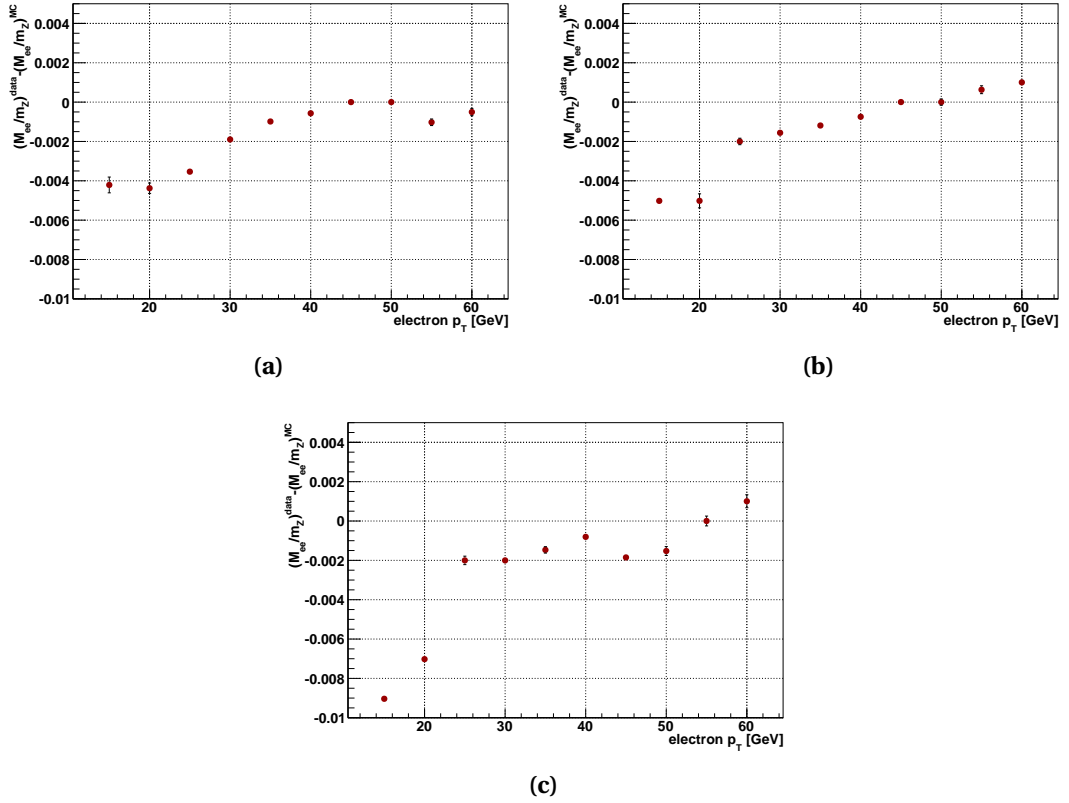 (M_ee/m_Z)^data-(M_ee/m_Z)^MC
0.004
0.002
0
-0.002
-0.004
-0.006
-0.008
-0.01
20 30 40 50 60
electron p_T [GeV]
(a)
(M_ee/m_Z)^data-(M_ee/m_Z)^MC
0.004
0.002
0
-0.002
-0.004
-0.006
-0.008
-0.01
20 30 40 50 60
electron p_T [GeV]
(b)
(M_ee/m_Z)^data-(M_ee/m_Z)^MC
0.004
0.002
0
-0.002
-0.004
-0.006
-0.008
-0.01
20 30 40 50 60
electron p_T [GeV]
(c)